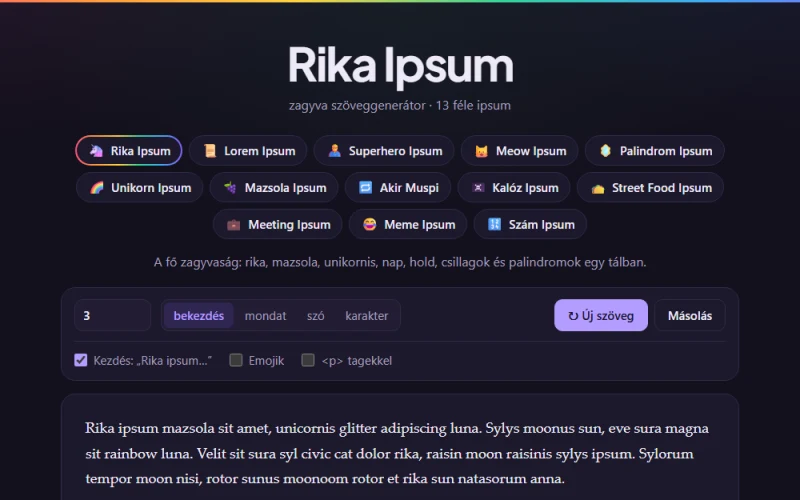 Rika Ipsum
zagyva szöveggenerátor · 13 féle ipsum
🦄 Rika Ipsum 📜 Lorem Ipsum 🦸 Superhero Ipsum 😺 Meow Ipsum 🪞 Palindrom Ipsum
🌈 Unikorn Ipsum 🍇 Mazsola Ipsum 🔁 Akir Muspi 🏴‍☠️ Kalóz Ipsum 🌮 Street Food Ipsum
💼 Meeting Ipsum 😂 Meme Ipsum 🔢 Szám Ipsum
A fő zagyvaság: rika, mazsola, unikornis, nap, hold, csillagok és palindromok egy tálban.
3 bekezdés mondat szó karakter ↻ Új szöveg Másolás
Kezdés: „Rika ipsum…” Emojik <p> tagekkel
Rika ipsum mazsola sit amet, unicornis glitter adipiscing luna. Sylys moonus sun, eve sura magna
sit rainbow luna. Velit sit sura syl civic cat dolor rika, raisin moon raisinis sylys ipsum. Sylorum
tempor moon nisi, rotor sunus moonoom rotor et rika sun natasorum anna.